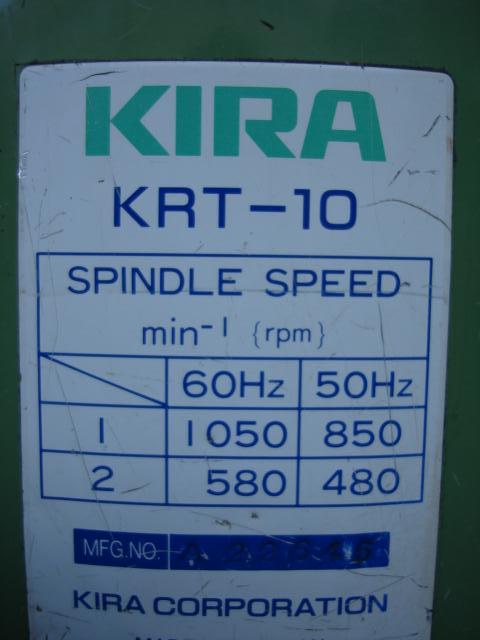 KIRA
KRT-10
SPINDLE SPEED
min⁻¹ {rpm}
60Hz 50Hz
1 1050 850
2 580 480
MFG.NO.
KIRA CORPORATION